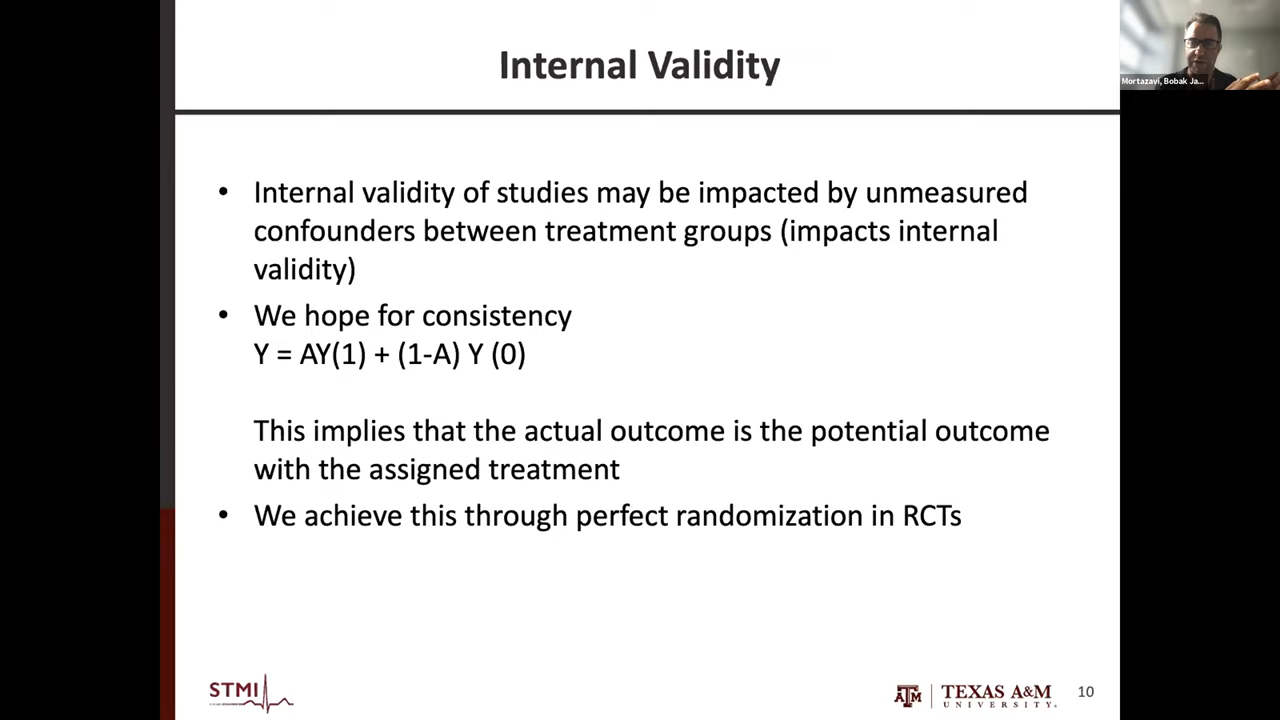 Internal Validity
Mortazavi, Bobak Ja...
• Internal validity of studies may be impacted by unmeasured
confounders between treatment groups (impacts internal
validity)
• We hope for consistency
Y = AY(1) + (1-A) Y (0)
This implies that the actual outcome is the potential outcome
with the assigned treatment
• We achieve this through perfect randomization in RCTs
STMI
ATM
TEXAS A&M
UNIVERSITY.
10